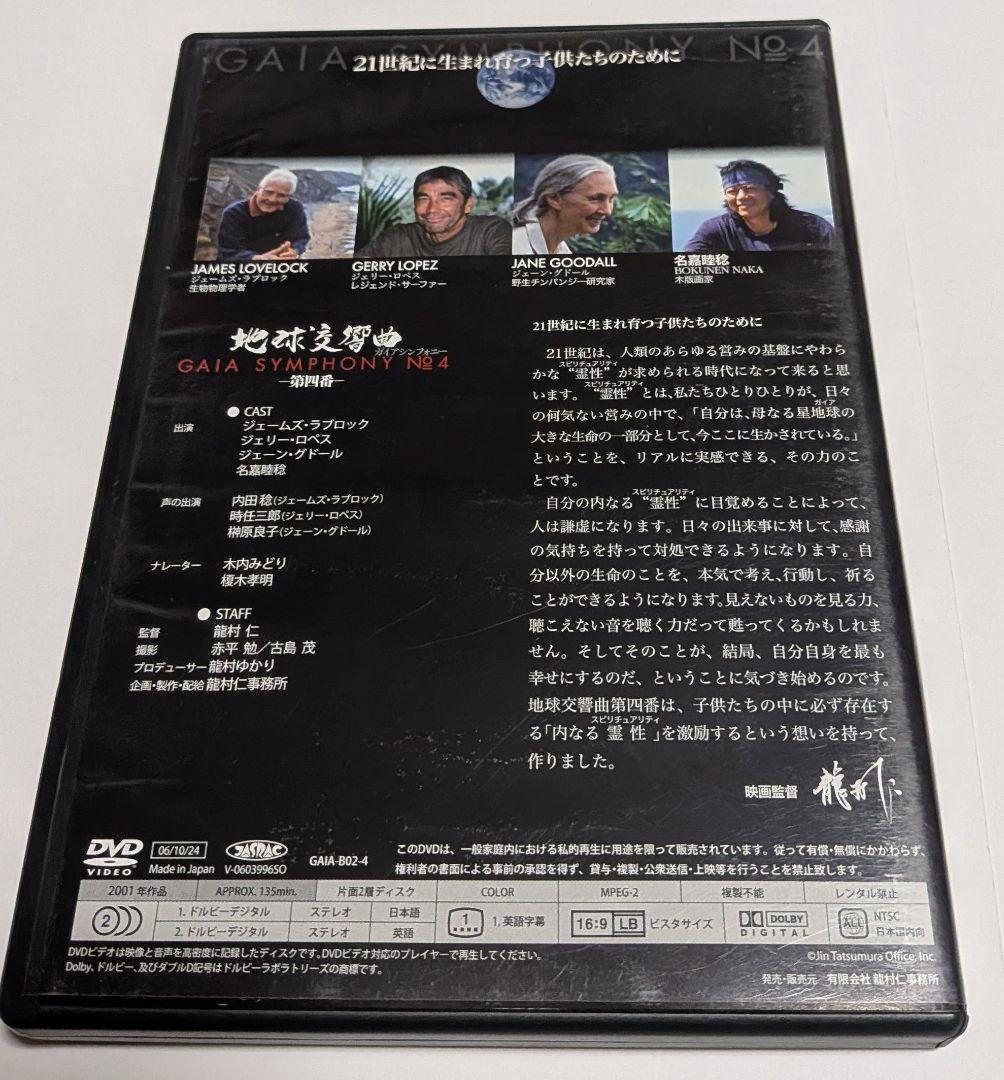 GAIA SYMPHONY №4
21世紀に生まれ育つ子供たちのために
JAMES LOVELOCK
ジェームズ・ラブロック
生物物理学者
GERRY LOPEZ
ジェリー・ロペス
レジェンド・サーファー
JANE GOODALL
ジェーン・グドール
野生チンパンジー研究家
名嘉睦稔
BOKUNEN NAKA
木版画家
地球交響曲
ガイアシンフォニー
GAIA SYMPHONY №4
ー第四番ー
● CAST
出演 ジェームズ・ラブロック
ジェリー・ロペス
ジェーン・グドール
名嘉睦稔
声の出演 内田 稔(ジェームズ・ラブロック)
時任三郎(ジェリー・ロペス)
榊原良子(ジェーン・グドール)
ナレーター 木内みどり
榎木孝明
● STAFF
監督 龍村 仁
撮影 赤平 勉／古島 茂
プロデューサー 龍村ゆかり
企画・製作・配給 龍村仁事務所
21世紀に生まれ育つ子供たちのために
21世紀は、人類のあらゆる営みの基盤にやわら
スピリチュアリティ
かな“霊性”が求められる時代になって来ると思
スピリチュアリティ
います。“霊性”とは、私たちひとりひとりが、日々
ガイア
の何気ない営みの中で、「自分は、母なる星地球の
大きな生命の一部分として、今ここに生かされている。」
ということを、リアルに実感できる、その力のこ
とです。
スピリチュアリティ
自分の内なる“霊性”に目覚めることによって、
人は謙虚になります。日々の出来事に対して、感謝
の気持ちを持って対処できるようになります。自
分以外の生命のことを、本気で考え、行動し、祈る
ことができるようになります。見えないものを見る力、
聴こえない音を聴く力だって甦ってくるかもしれま
せん。そしてそのことが、結局、自分自身を最も
幸せにするのだ、ということに気づき始めるのです。
地球交響曲第四番は、子供たちの中に必ず存在す
スピリチュアリティ
る「内なる霊性」を激励するという想いを持って、
作りました。
映画監督 龍村仁
DVD
VIDEO
06/10/24
Made in Japan
JASRAC
V-0603996SO
GAIA-B02-4
このDVDは、一般家庭内における私的再生に用途を限って販売されています。従って有償・無償にかかわらず、
権利者の書面による事前の承認を得ず、貸与・複製・公衆送信・上映等を行うことを禁止致します。
2001年作品 APPROX. 135min. 片面2層ディスク COLOR MPEG-2 複製不能 レンタル禁止
2 1. ドルビーデジタル ステレオ 日本語
2. ドルビーデジタル ステレオ 英語
1 1, 英語字幕
16:9 LB ビスタサイズ
DOLBY
DIGITAL
ALL NTSC
日本国内向
DVDビデオは映像と音声を高密度に記録したディスクです。DVDビデオ対応のプレイヤーで再生してください。
Dolby、ドルビー、及びダブルD記号はドルビーラボラトリーズの商標です。
©Jin Tatsumura Office, Inc.
発売・販売元 有限会社 龍村仁事務所